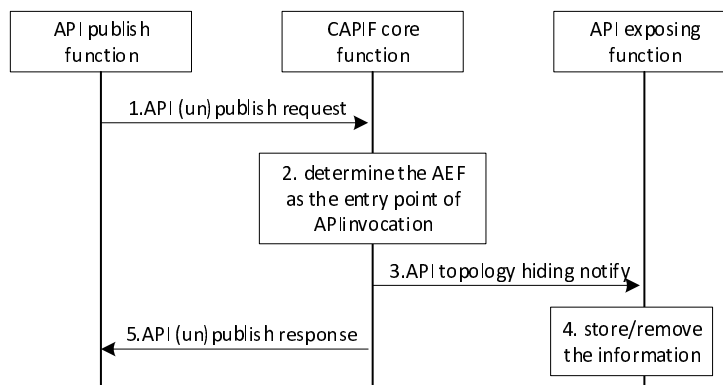 API publish
function
CAPIF core
function
API exposing
function
1.API (un) publish request
2. determine the AEF
as the entry point of
APIinvocation
3.API topology hiding notify
4. store/remove
the information
5.API (un) publish response